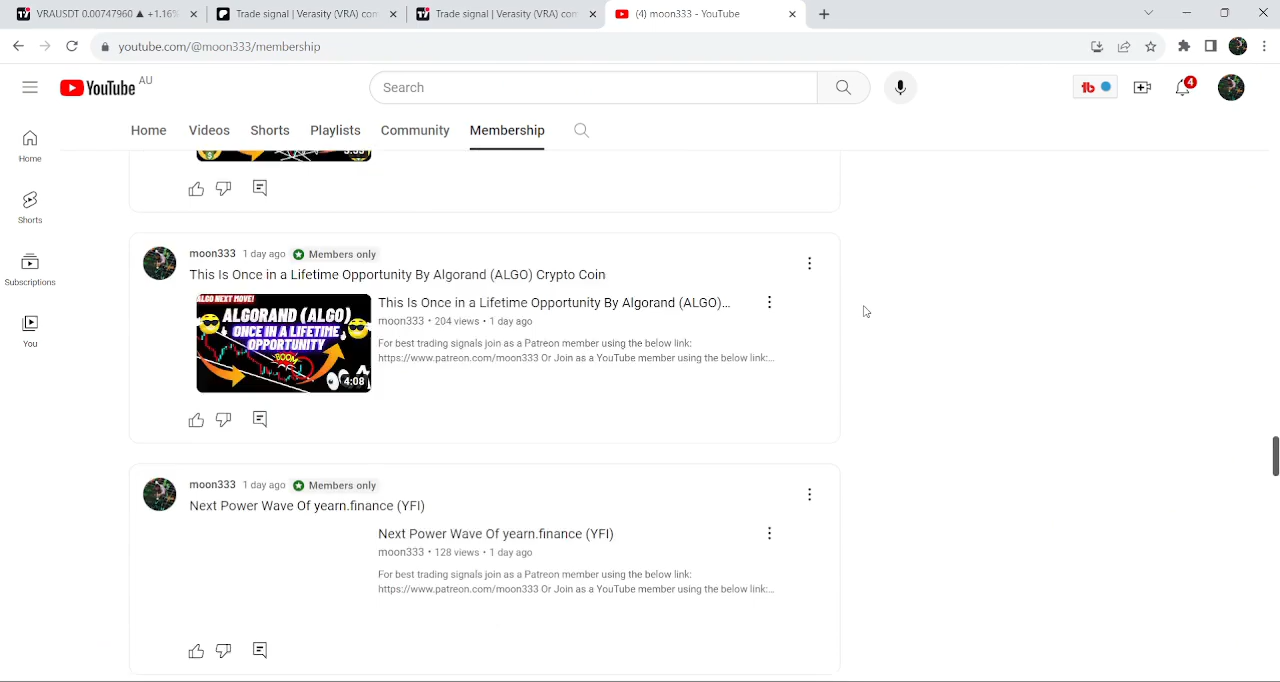 VRAUSDT 0.00747960 ▲ +1.16%
Trade signal | Verasity (VRA) con
Trade signal | Verasity (VRA) con
(4) moon333 - YouTube
youtube.com/@moon333/membership
YouTube AU
Search
4
Home Videos Shorts Playlists Community Membership
Home
Shorts
Subscriptions
You
moon333 1 day ago Members only
This Is Once in a Lifetime Opportunity By Algorand (ALGO) Crypto Coin
ALGO NEXT MOVE!
ALGORAND (ALGO)
ONCE IN A LIFETIME
OPPORTUNITY
BOOM
4:08
This Is Once in a Lifetime Opportunity By Algorand (ALGO)...
moon333 • 204 views • 1 day ago
For best trading signals join as a Patreon member using the below link:
https://www.patreon.com/moon333 Or Join as a YouTube member using the below link:...
moon333 1 day ago Members only
Next Power Wave Of yearn.finance (YFI)
Next Power Wave Of yearn.finance (YFI)
moon333 • 128 views • 1 day ago
For best trading signals join as a Patreon member using the below link:
https://www.patreon.com/moon333 Or Join as a YouTube member using the below link:...